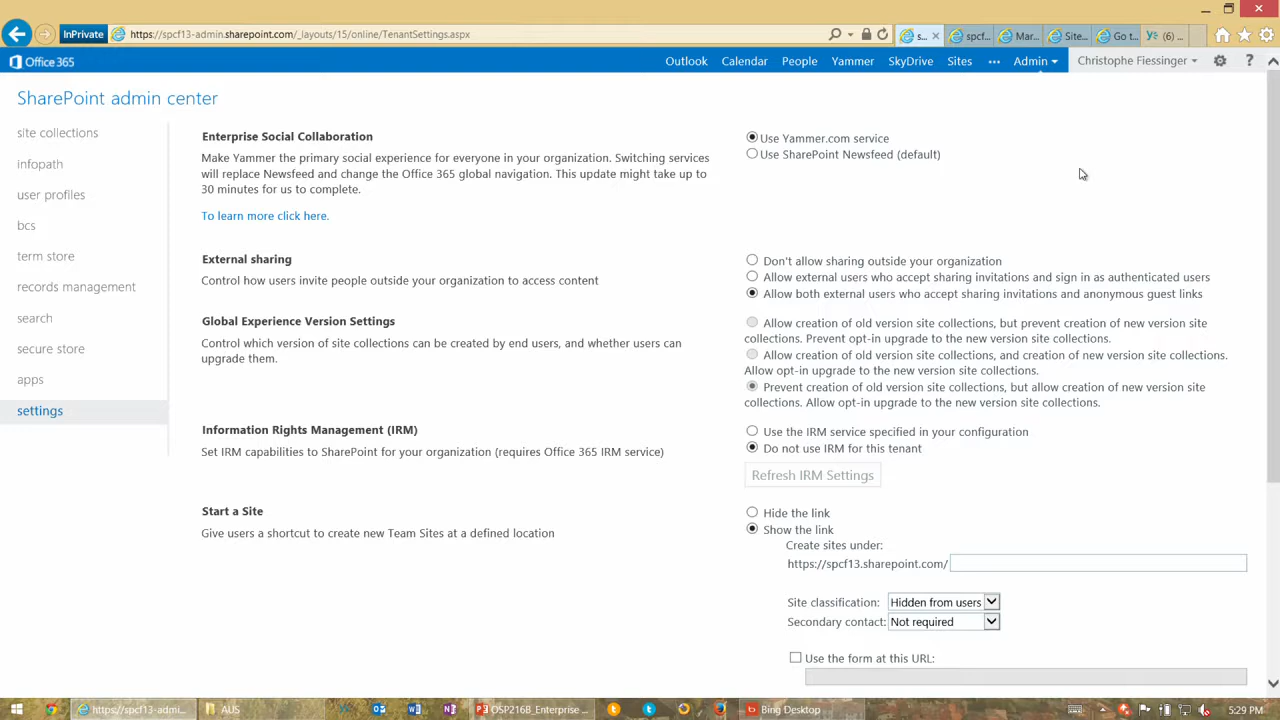 InPrivate
https://spcf13-admin.sharepoint.com/_layouts/15/online/TenantSettings.aspx
s...
spcf...
Mar...
Site...
Go t...
(6) ...
Office 365
Outlook
Calendar
People
Yammer
SkyDrive
Sites
...
Admin
Christophe Fiessinger
?
SharePoint admin center
site collections
infopath
user profiles
bcs
term store
records management
search
secure store
apps
settings
Enterprise Social Collaboration
Make Yammer the primary social experience for everyone in your organization. Switching services
will replace Newsfeed and change the Office 365 global navigation. This update might take up to
30 minutes for us to complete.
To learn more click here.
Use Yammer.com service
Use SharePoint Newsfeed (default)
External sharing
Control how users invite people outside your organization to access content
Don't allow sharing outside your organization
Allow external users who accept sharing invitations and sign in as authenticated users
Allow both external users who accept sharing invitations and anonymous guest links
Global Experience Version Settings
Control which version of site collections can be created by end users, and whether users can
upgrade them.
Allow creation of old version site collections, but prevent creation of new version site
collections. Prevent opt-in upgrade to the new version site collections.
Allow creation of old version site collections, and creation of new version site collections.
Allow opt-in upgrade to the new version site collections.
Prevent creation of old version site collections, but allow creation of new version site
collections. Allow opt-in upgrade to the new version site collections.
Information Rights Management (IRM)
Set IRM capabilities to SharePoint for your organization (requires Office 365 IRM service)
Use the IRM service specified in your configuration
Do not use IRM for this tenant
Refresh IRM Settings
Start a Site
Give users a shortcut to create new Team Sites at a defined location
Hide the link
Show the link
Create sites under:
https://spcf13.sharepoint.com/
Site classification: Hidden from users
Secondary contact: Not required
Use the form at this URL:
https://spcf13-admi...
AUS
OSP216B_Enterprise ...
Bing Desktop
5:29 PM